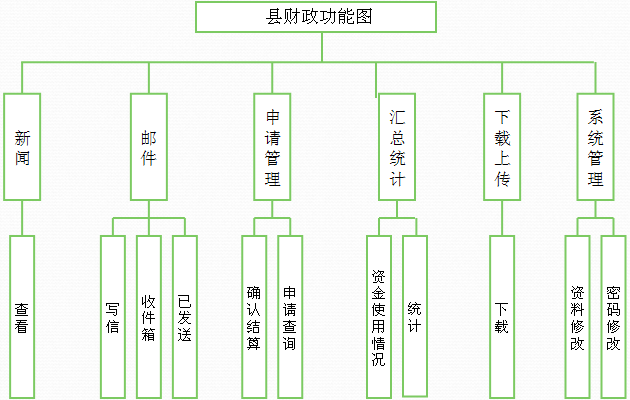 县财政功能图
新闻
邮件
申请管理
汇总统计
下载上传
系统管理
查看
写信
收件箱
已发送
确认结算
申请查询
资金使用情况
统计
下载
资料修改
密码修改